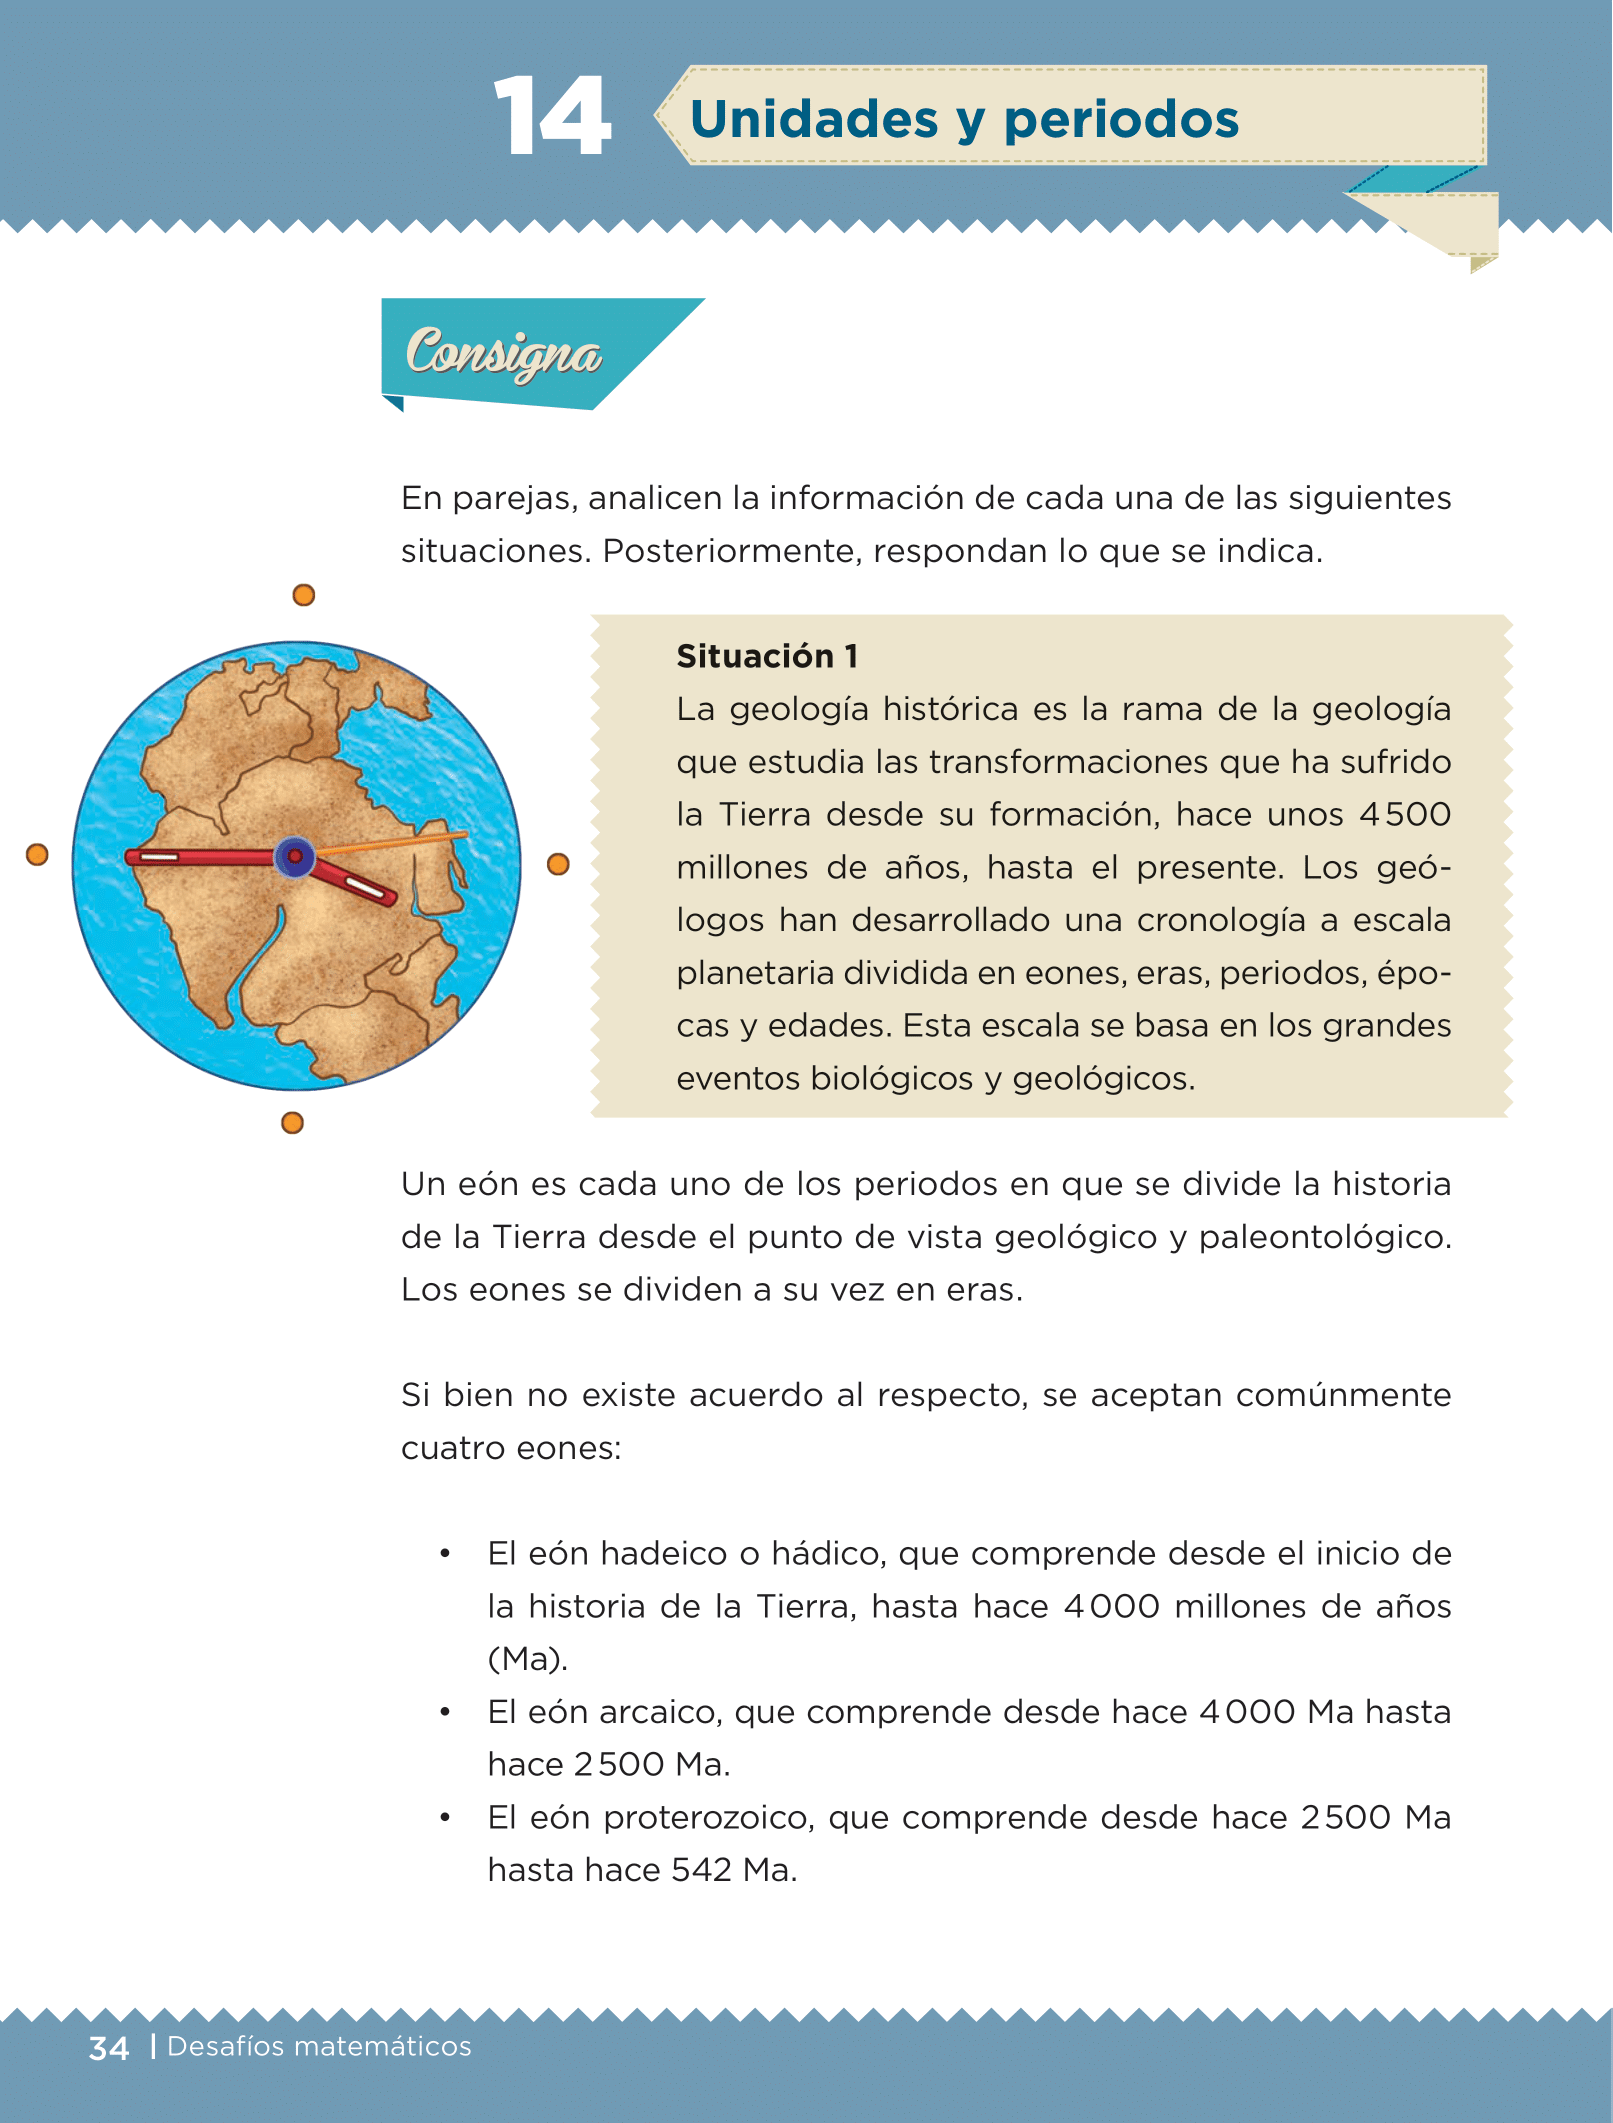 14
Unidades y periodos
Consigna
En parejas, analicen la información de cada una de las siguientes
situaciones. Posteriormente, respondan lo que se indica.
Situación 1
La geología histórica es la rama de la geología
que estudia las transformaciones que ha sufrido
la Tierra desde su formación, hace unos 4 500
millones de años, hasta el presente. Los geó-
logos han desarrollado una cronología a escala
planetaria dividida en eones, eras, periodos, épo-
cas y edades. Esta escala se basa en los grandes
eventos biológicos y geológicos.
Un eón es cada uno de los periodos en que se divide la historia
de la Tierra desde el punto de vista geológico y paleontológico.
Los eones se dividen a su vez en eras.
Si bien no existe acuerdo al respecto, se aceptan comúnmente
cuatro eones:
• El eón hadeico o hádico, que comprende desde el inicio de
la historia de la Tierra, hasta hace 4 000 millones de años
(Ma).
• El eón arcaico, que comprende desde hace 4 000 Ma hasta
hace 2 500 Ma.
• El eón proterozoico, que comprende desde hace 2 500 Ma
hasta hace 542 Ma.
34 | Desafíos matemáticos